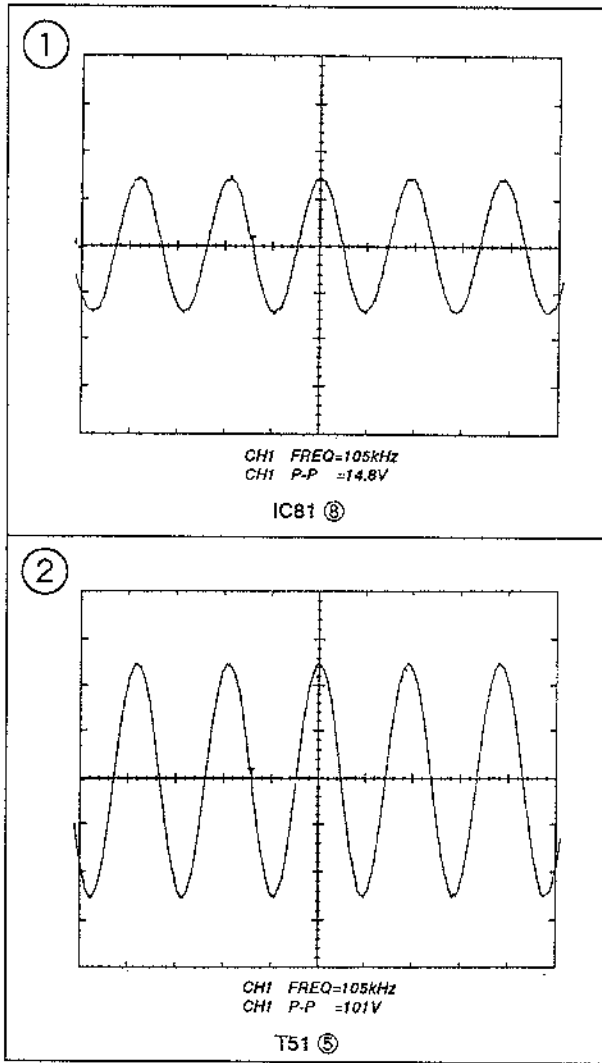 ①
CH1 FREQ=105kHz
CH1 P-P =14.8V
IC81 ⑧
②
CH1 FREQ=105kHz
CH1 P-P =101V
T51 ⑤